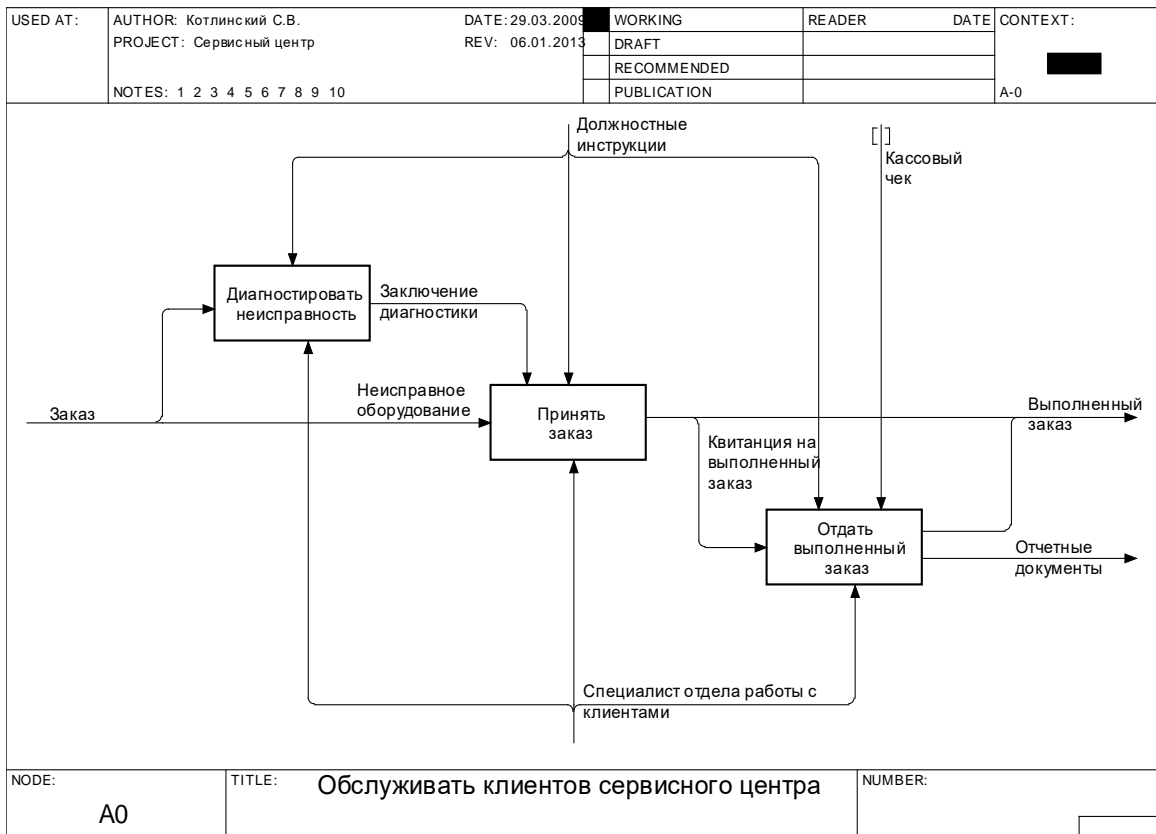 USED AT:
AUTHOR: Котлинский С.В.
DATE: 29.03.2009
PROJECT: Сервисный центр
REV: 06.01.2013
NOTES: 1 2 3 4 5 6 7 8 9 10
WORKING
DRAFT
RECOMMENDED
PUBLICATION
READER
DATE
CONTEXT:
A-0
Должностные
инструкции
Кассовый
чек
Диагностировать
неисправность
Заключение
диагностики
Заказ
Неисправное
оборудование
Принять
заказ
Выполненный
заказ
Квитанция на
выполненный
заказ
Отдать
выполненный
заказ
Отчетные
документы
Специалист отдела работы с
клиентами
NODE:
A0
TITLE:
Обслуживать клиентов сервисного центра
NUMBER: